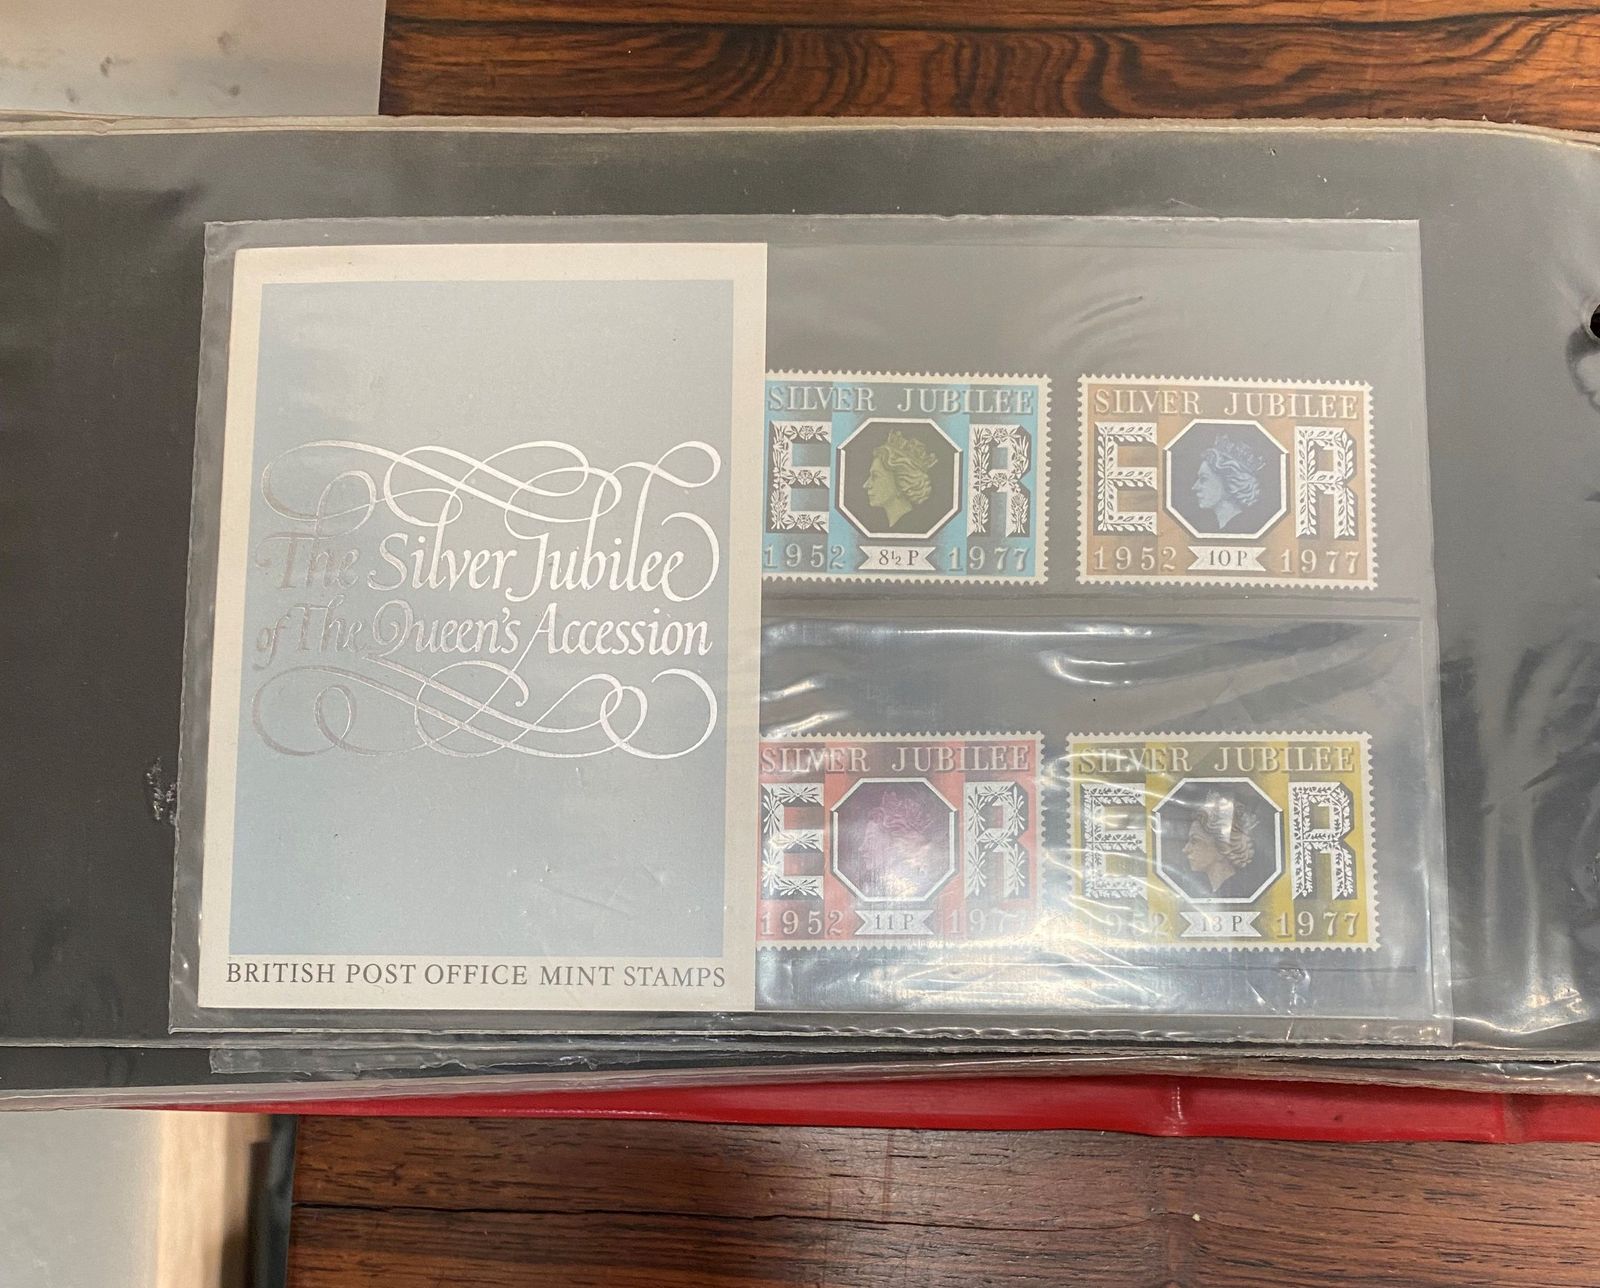 The Silver Jubilee
of The Queen's Accession
BRITISH POST OFFICE MINT STAMPS
SILVER JUBILEE
E R
1952 8½P 1977
SILVER JUBILEE
E R
1952 10P 1977
SILVER JUBILEE
E R
1952 11P 1977
SILVER JUBILEE
E R
1952 13P 1977